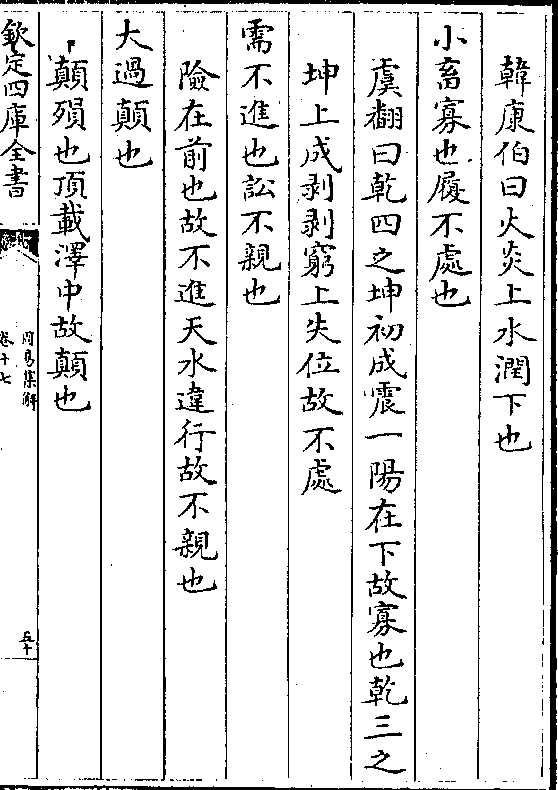 韓康伯曰火炎上水潤下也
小畜寡也履不處也
虞翻曰乾四之坤初成震一陽在下故寡也乾三之
坤上成剥剥窮上失位故不處
需不進也訟不親也
險在前也故不進天水違行故不親也
大過顛也
顛殞也頂載澤中故顛也
欽定四庫全書
周易集解
卷十七
五十